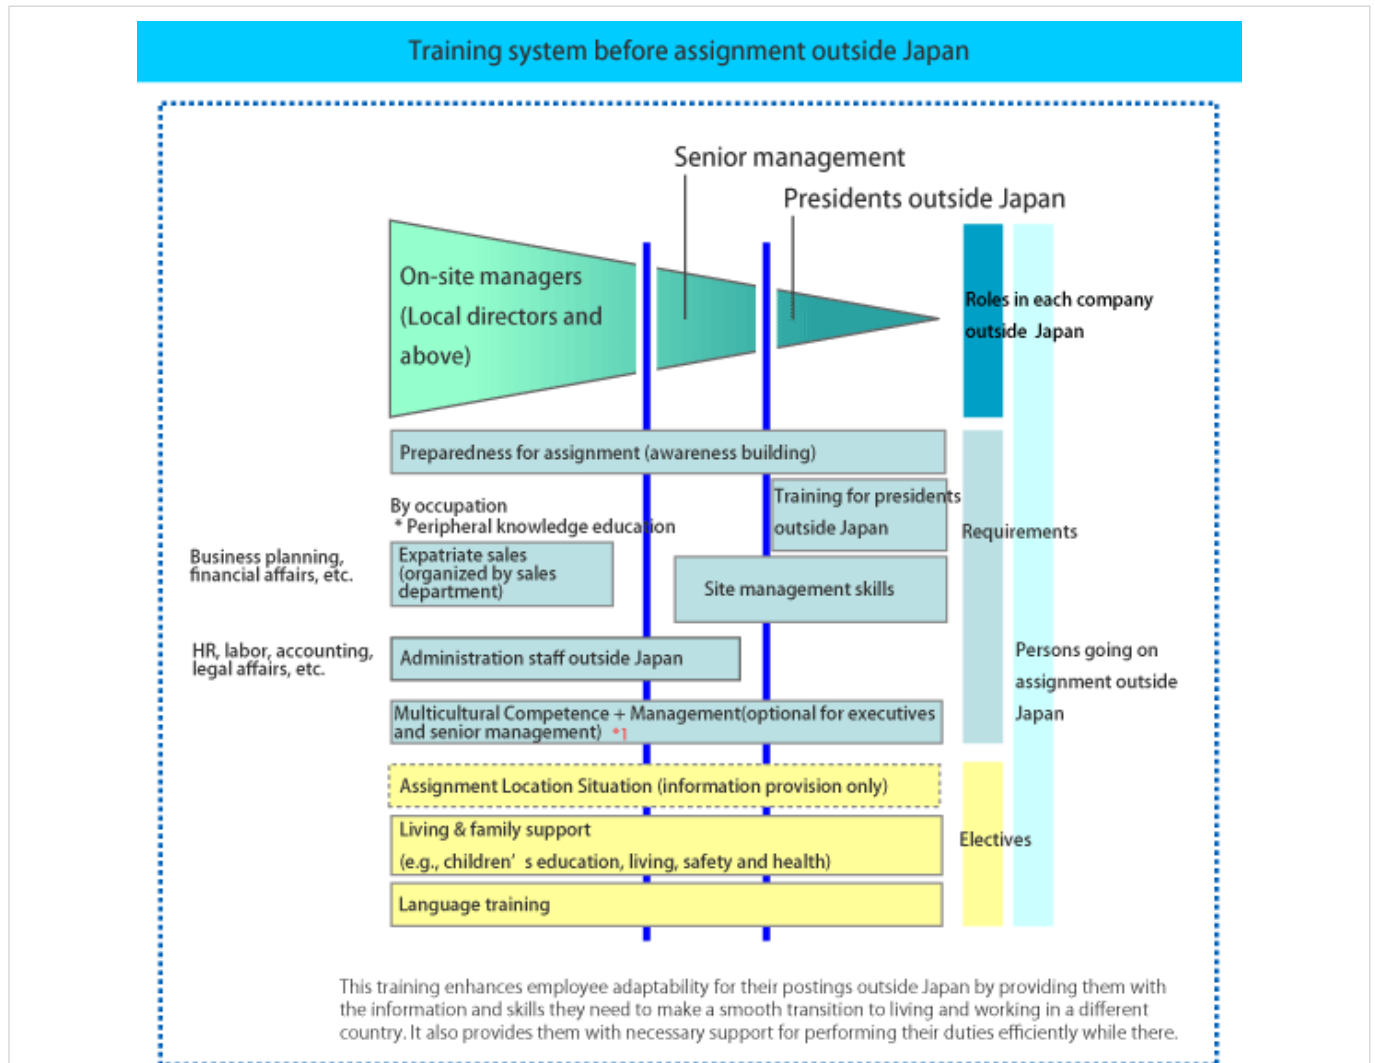 Training system before assignment outside Japan
Senior management
Presidents outside Japan
On-site managers
(Local directors and
above)
Roles in each company
outside Japan
Preparedness for assignment (awareness building)
Training for presidents
outside Japan
By occupation
* Peripheral knowledge education
Requirements
Business planning,
financial affairs, etc.
Expatriate sales
(organized by sales
department)
Site management skills
HR, labor, accounting,
legal affairs, etc.
Administration staff outside Japan
Persons going on
assignment outside
Japan
Multicultural Competence + Management(optional for executives
and senior management) *1
Assignment Location Situation (information provision only)
Living & family support
(e.g., children’s education, living, safety and health)
Electives
Language training
This training enhances employee adaptability for their postings outside Japan by providing them with
the information and skills they need to make a smooth transition to living and working in a different
country. It also provides them with necessary support for performing their duties efficiently while there.